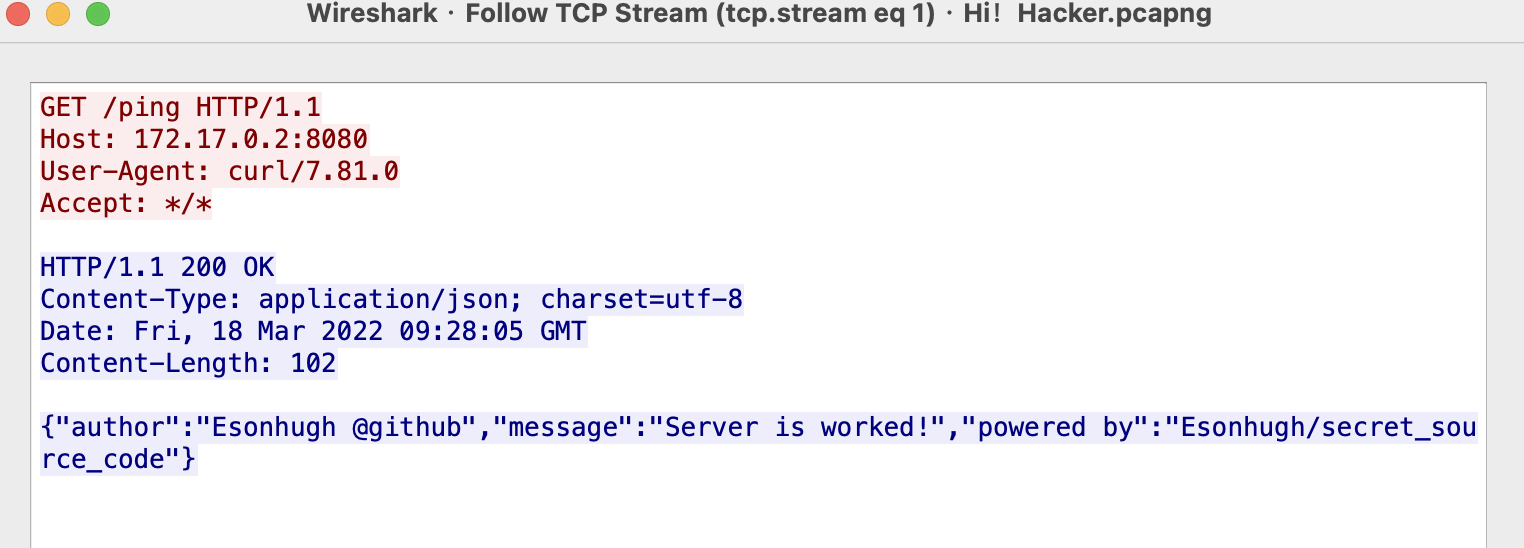 Wireshark · Follow TCP Stream (tcp.stream eq 1) · Hi！Hacker.pcapng
GET /ping HTTP/1.1
Host: 172.17.0.2:8080
User-Agent: curl/7.81.0
Accept: */*
HTTP/1.1 200 OK
Content-Type: application/json; charset=utf-8
Date: Fri, 18 Mar 2022 09:28:05 GMT
Content-Length: 102
{"author":"Esonhugh @github","message":"Server is worked!","powered by":"Esonhugh/secret_sou
rce_code"}